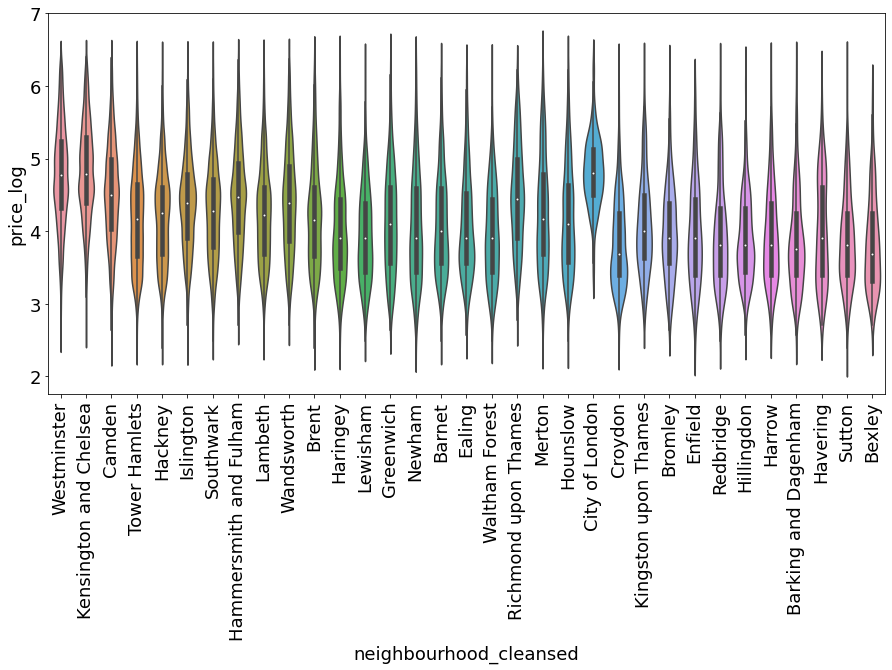 7
6
5
4
3
2
price_log
Westminster
Kensington and Chelsea
Camden
Tower Hamlets
Hackney
Islington
Southwark
Hammersmith and Fulham
Lambeth
Wandsworth
Brent
Haringey
Lewisham
Greenwich
Newham
Barnet
Ealing
Waltham Forest
Richmond upon Thames
Merton
Hounslow
City of London
Croydon
Kingston upon Thames
Bromley
Enfield
Redbridge
Hillingdon
Harrow
Barking and Dagenham
Havering
Sutton
Bexley
neighbourhood_cleansed